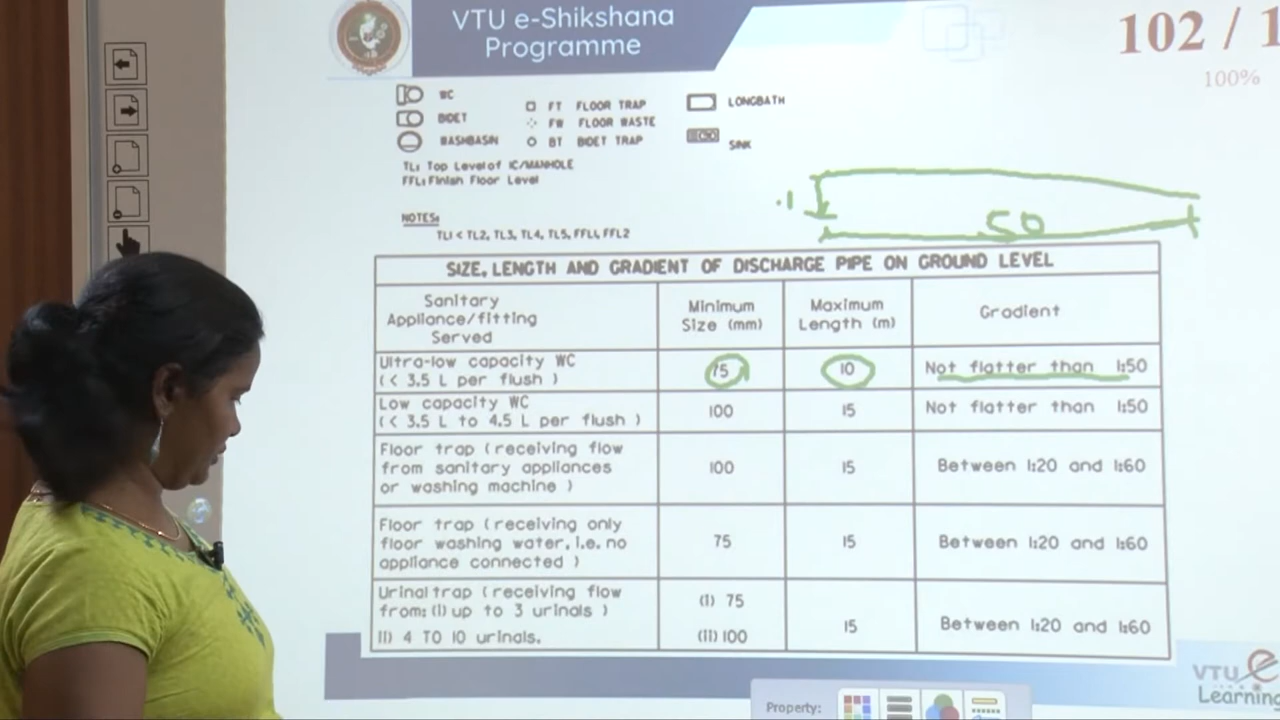 VTU e-Shikshana
Programme
102 / 1
100%
WC
BIDET
WASHBASIN
FT FLOOR TRAP
FW FLOOR WASTE
BT BIDET TRAP
LONGBATH
SINK
TL: Top Level of IC/MANHOLE
FFL: Finish Floor Level
NOTES:
TL1 < TL2, TL3, TL4, TL5, FFL1, FFL2
.1
50
SIZE, LENGTH AND GRADIENT OF DISCHARGE PIPE ON GROUND LEVEL
Sanitary
Appliance/fitting
Served
Minimum
Size (mm)
Maximum
Length (m)
Gradient
Ultra-low capacity WC
(< 3.5 L per flush )
75
10
Not flatter than 1:50
Low capacity WC
(< 3.5 L to 4.5 L per flush )
100
15
Not flatter than 1:50
Floor trap (receiving flow
from sanitary appliances
or washing machine )
100
15
Between 1:20 and 1:60
Floor trap (receiving only
floor washing water, i.e. no
appliance connected )
75
15
Between 1:20 and 1:60
Urinal trap (receiving flow
from: (i) up to 3 urinals )
II) 4 TO 10 urinals.
(i) 75
(ii) 100
15
Between 1:20 and 1:60
VTU e
Learning
Property: